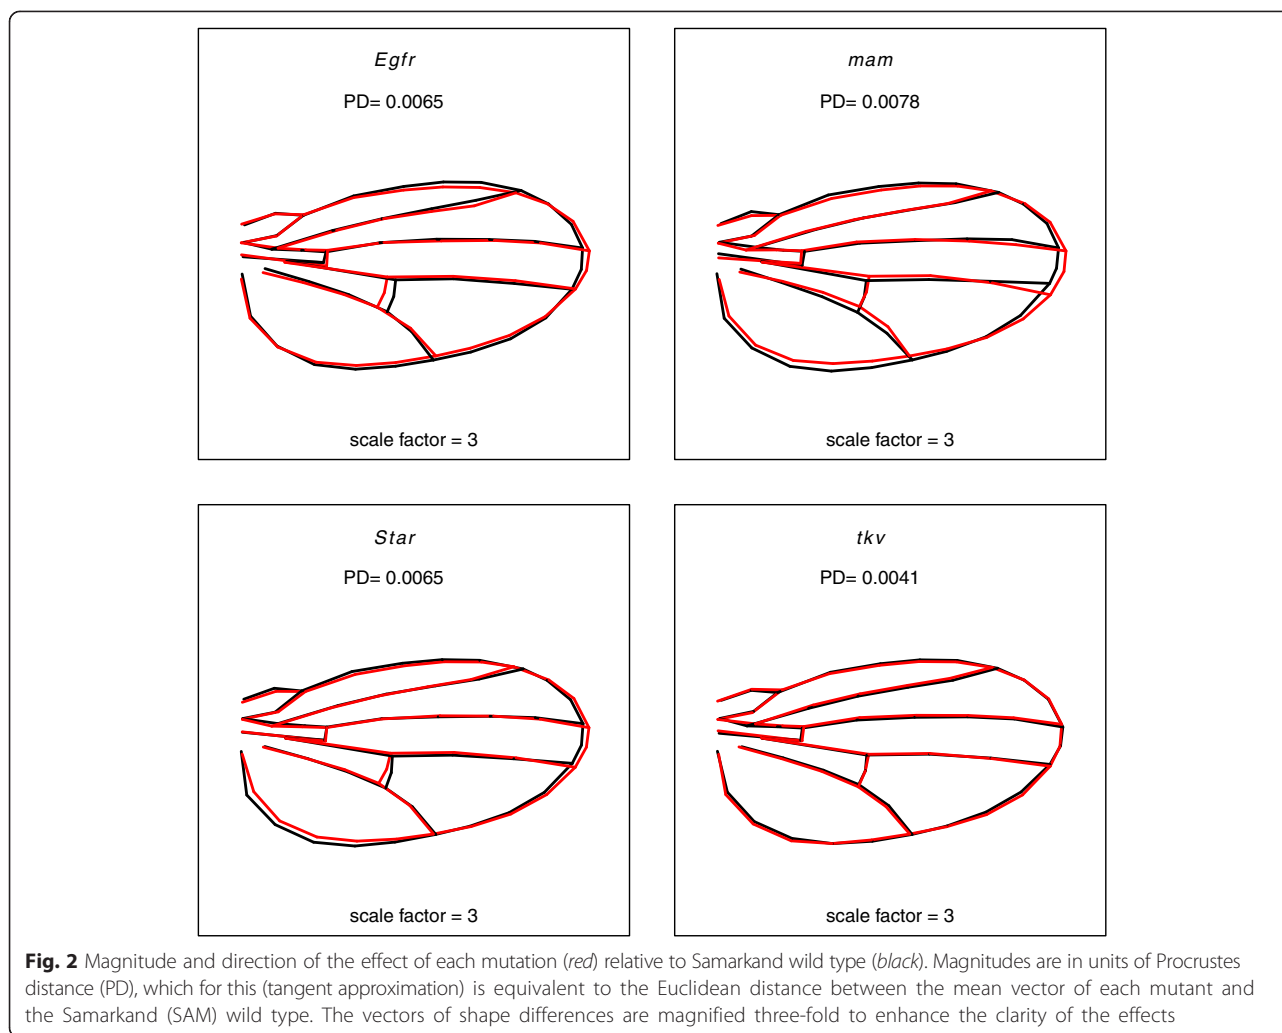 Egfr
PD= 0.0065
scale factor = 3
mam
PD= 0.0078
scale factor = 3
Star
PD= 0.0065
scale factor = 3
tkv
PD= 0.0041
scale factor = 3
Fig. 2 Magnitude and direction of the effect of each mutation (red) relative to Samarkand wild type (black). Magnitudes are in units of Procrustes
distance (PD), which for this (tangent approximation) is equivalent to the Euclidean distance between the mean vector of each mutant and
the Samarkand (SAM) wild type. The vectors of shape differences are magnified three-fold to enhance the clarity of the effects